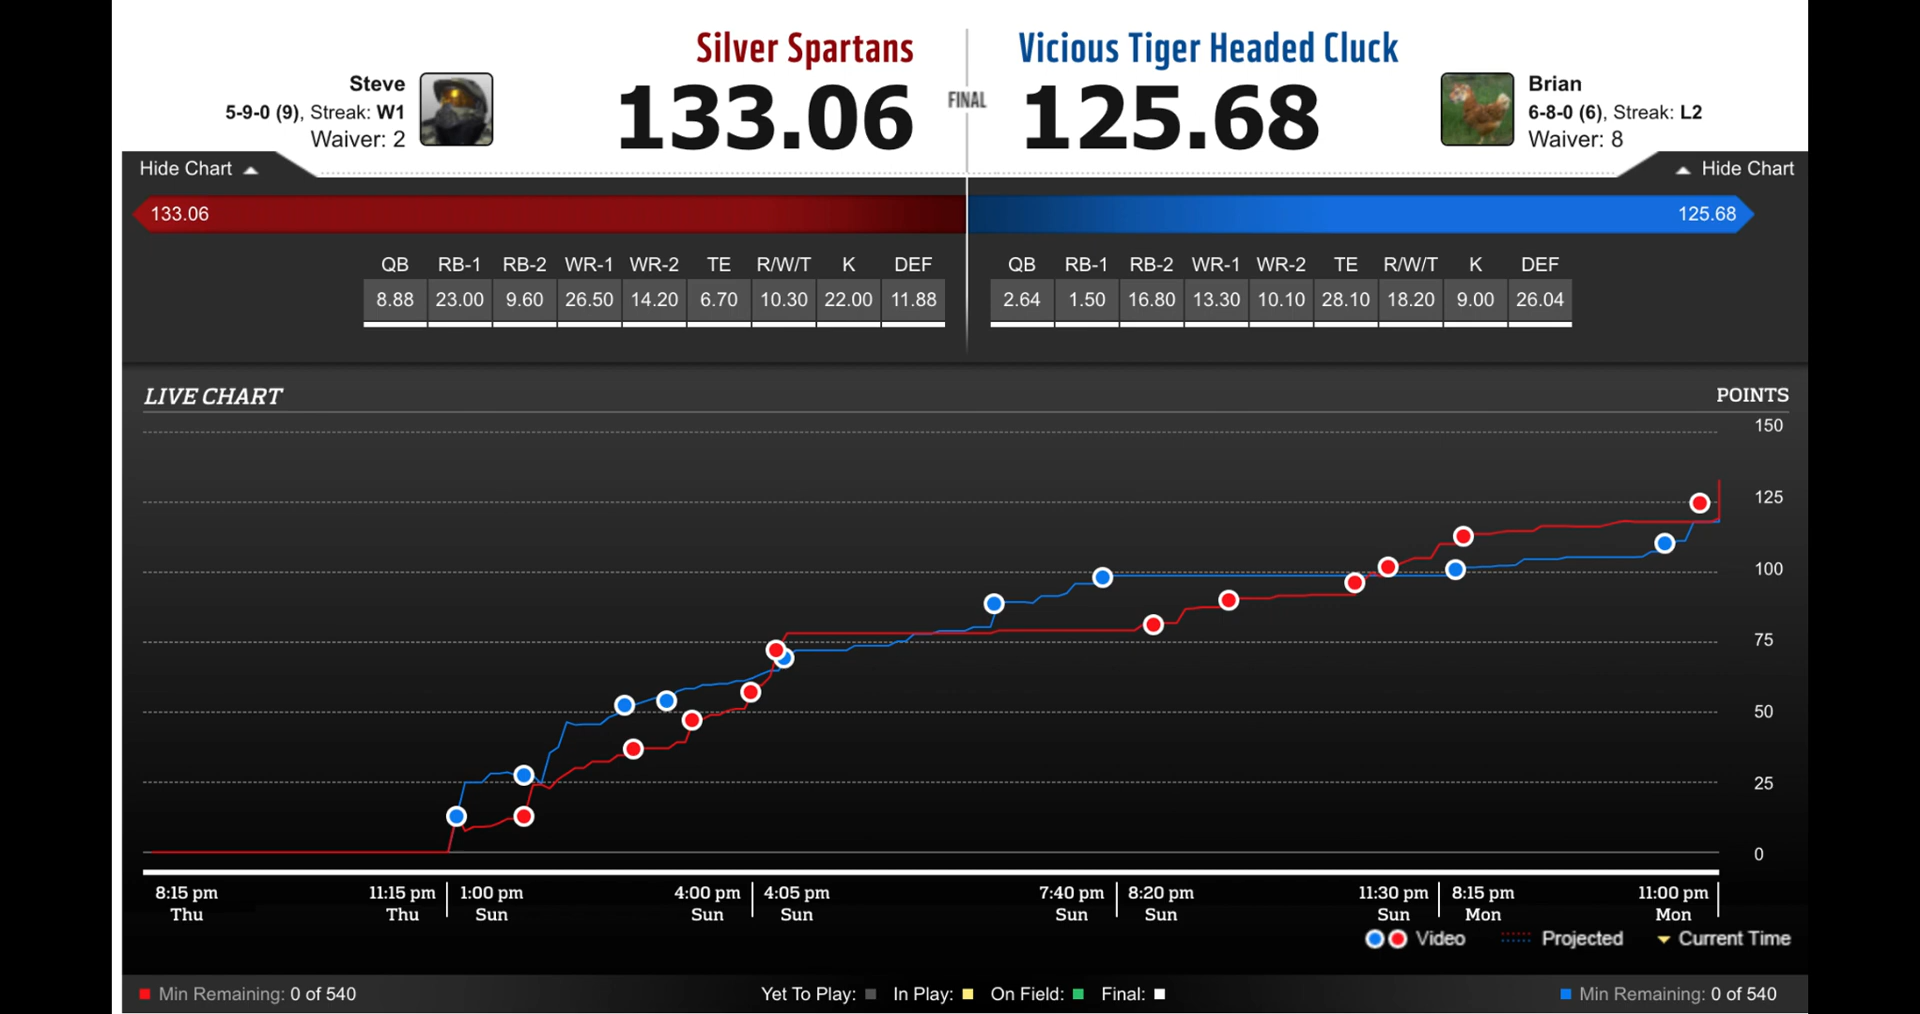 Silver Spartans
Vicious Tiger Headed Cluck
Steve
5-9-0 (9), Streak: W1
Waiver: 2
133.06
FINAL
125.68
Brian
6-8-0 (6), Streak: L2
Waiver: 8
Hide Chart
Hide Chart
133.06
125.68
QB RB-1 RB-2 WR-1 WR-2 TE R/W/T K DEF
8.88 23.00 9.60 26.50 14.20 6.70 10.30 22.00 11.88
QB RB-1 RB-2 WR-1 WR-2 TE R/W/T K DEF
2.64 1.50 16.80 13.30 10.10 28.10 18.20 9.00 26.04
LIVE CHART
POINTS
150
125
100
75
50
25
0
8:15 pm 11:15 pm 1:00 pm 4:00 pm 4:05 pm 7:40 pm 8:20 pm 11:30 pm 8:15 pm 11:00 pm
Thu Thu Sun Sun Sun Sun Sun Sun Mon Mon
Video Projected Current Time
Min Remaining: 0 of 540
Yet To Play: In Play: On Field: Final:
Min Remaining: 0 of 540